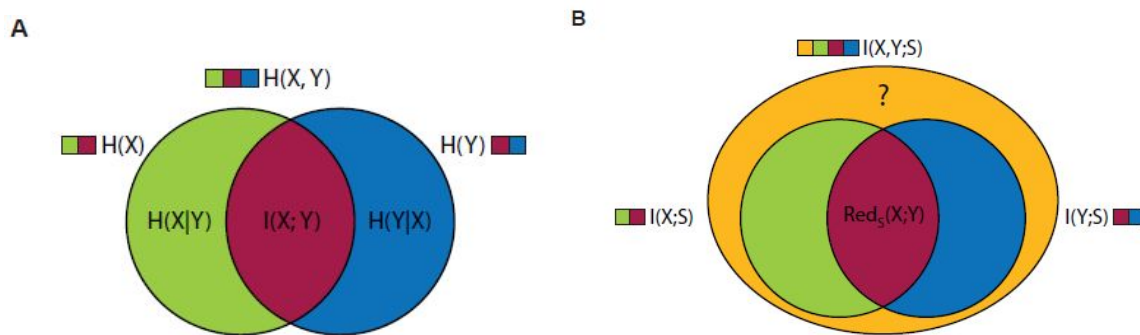 A
H(X, Y)
H(X)
H(Y)
H(X|Y)
I(X; Y)
H(Y|X)
B
I(X,Y;S)
?
I(X;S)
Red_S(X;Y)
I(Y;S)